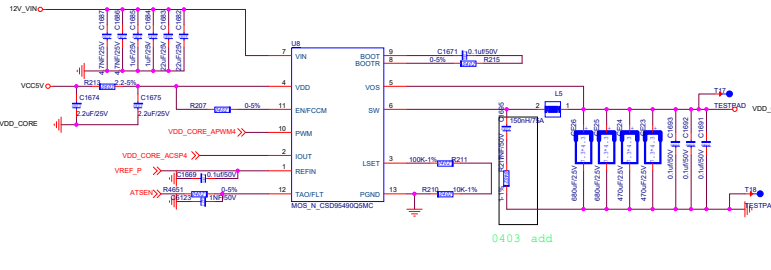 12V_VIN
C1687
4.7NF/25V
C1686
4.7NF/25V
C1685
1uF/25V
C1684
1uF/25V
C1683
22uF/25V
C1682
22uF/25V
U8
7 VIN
4 VDD
11 EN/FCCM
10 PWM
2 IOUT
1 REFIN
12 TAO/FLT
BOOT 9
BOOTR 8
VOS 5
SW 6
LSET 3
PGND 13
MOS_N_CSD95490Q5MC
VCC5V
R213 2.2-5%
C1674
2.2uF/25V
C1675
2.2uF/25V
VDD_CORE
R207 0-5%
VDD_CORE_APWM4
VDD_CORE_ACSP4
VREF_P
C1669 0.1uf/50V
ATSEN
R4651 0-5%
1NF/50V
C1671 0.1uf/50V
0-5% R215
L5
2 1
150nH/75A
100K-1% R211
R210 10K-1%
680uF/2.5V
680uF/2.5V
470uF/2.5V
470uF/2.5V
C1693
0.1uf/50V
C1692
0.1uf/50V
C1691
0.1uf/50V
T17
TESTPAD
T18
0403 add